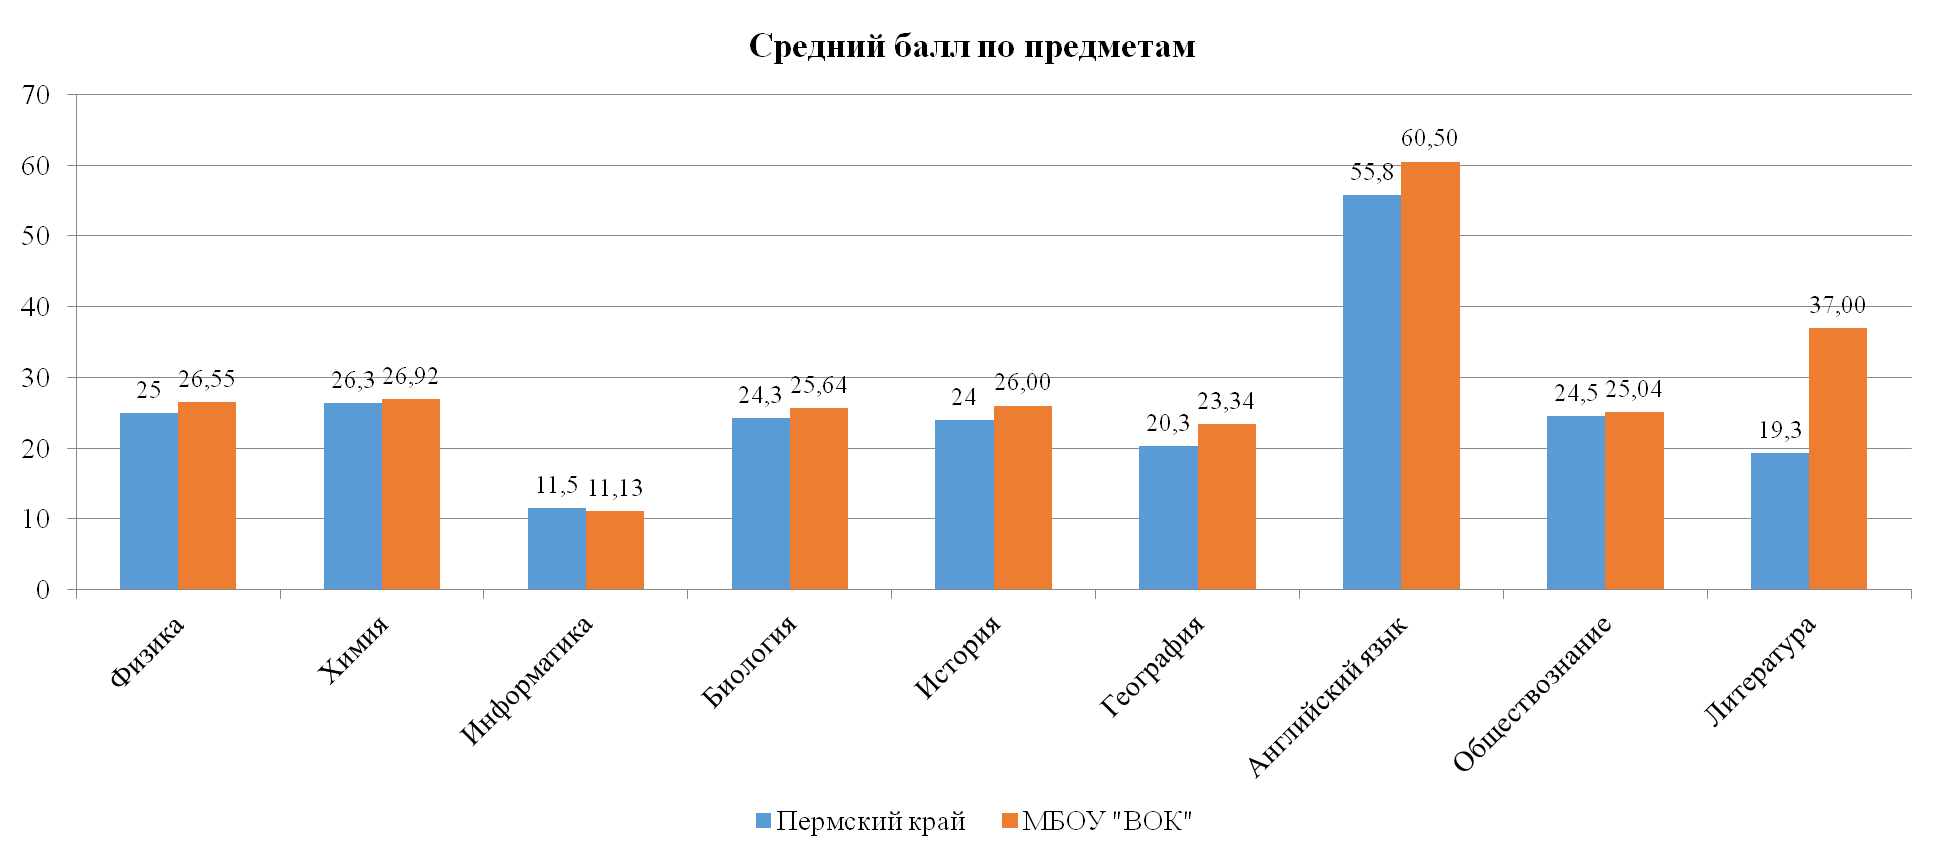 Средний балл по предметам
70
60
50
40
30
20
10
0
25
26,55
26,3
26,92
11,5
11,13
24,3
25,64
24
26,00
20,3
23,34
55,8
60,50
24,5
25,04
19,3
37,00
Физика
Химия
Информатика
Биология
История
География
Английский язык
Обществознание
Литература
Пермский край
МБОУ "ВОК"